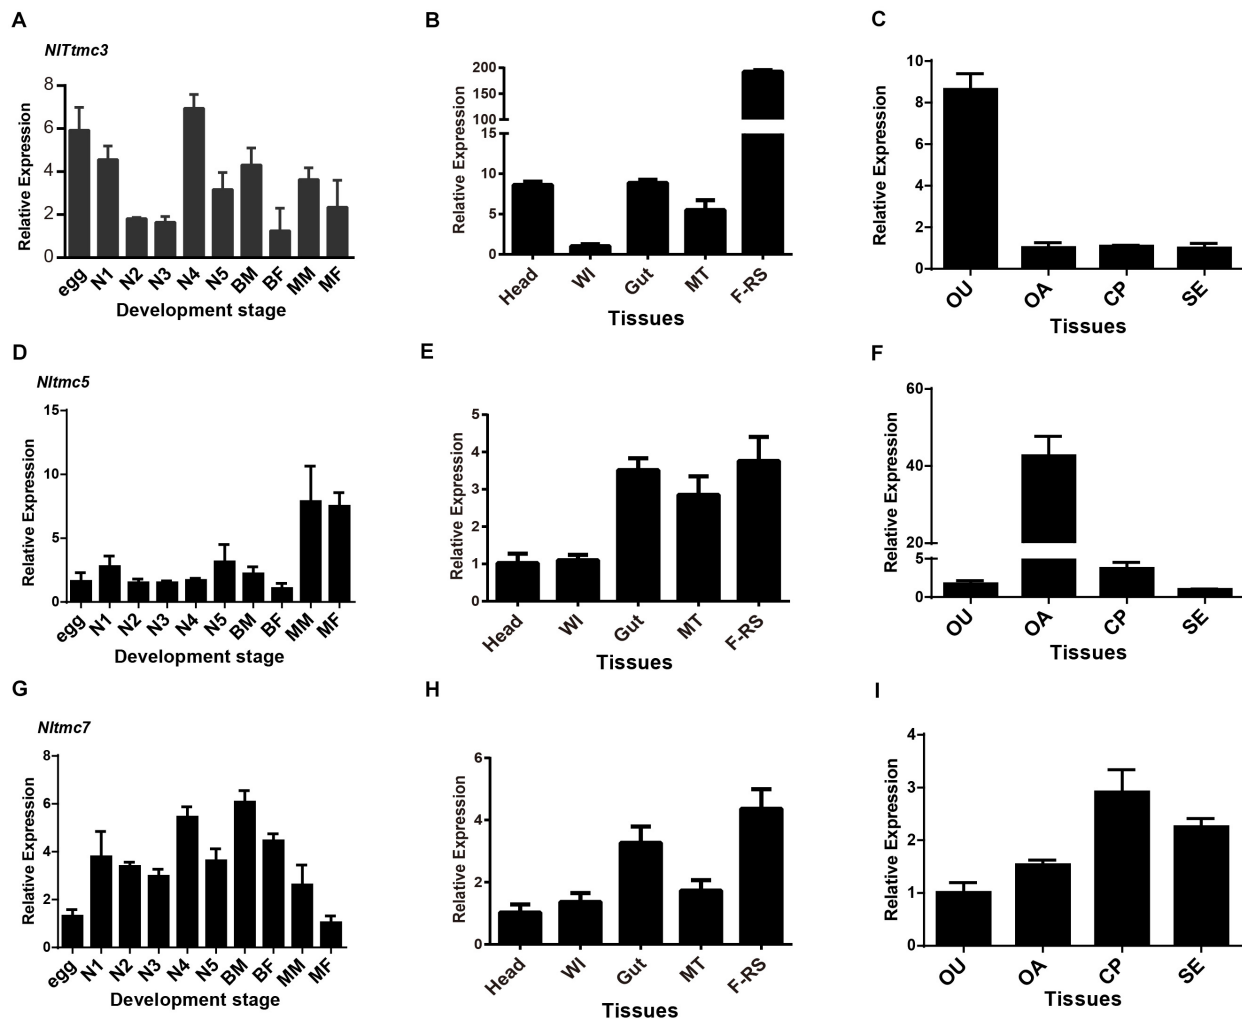 A
NlTtmc3
Relative Expression
8
6
4
2
0
egg N1 N2 N3 N4 N5 BM BF MM MF
Development stage
B
Relative Expression
200
150
100
15
10
5
0
Head WI Gut MT F-RS
Tissues
C
Relative Expression
10
8
6
4
2
0
OU OA CP SE
Tissues
D
Nltmc5
Relative Expression
15
10
5
0
egg N1 N2 N3 N4 N5 BM BF MM MF
Development stage
E
Relative Expression
5
4
3
2
1
0
Head WI Gut MT F-RS
Tissues
F
Relative Expression
60
40
20
5
0
OU OA CP SE
Tissues
G
Nltmc7
Relative Expression
8
6
4
2
0
egg N1 N2 N3 N4 N5 BM BF MM MF
Development stage
H
Relative Expression
6
4
2
0
Head WI Gut MT F-RS
Tissues
I
Relative Expression
4
3
2
1
0
OU OA CP SE
Tissues